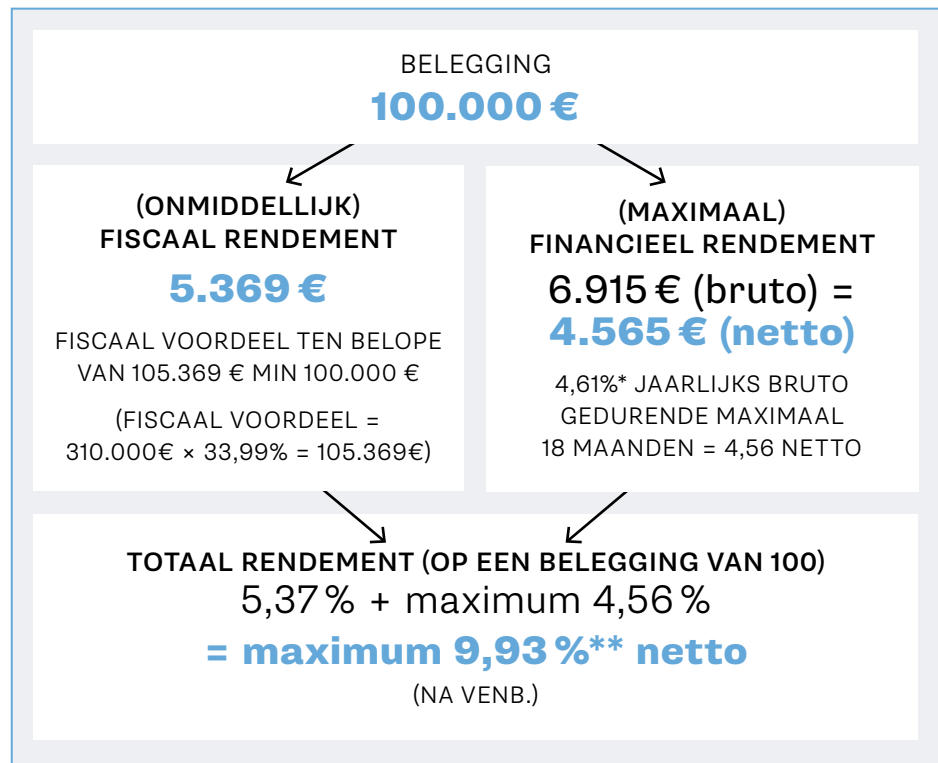 BELEGGING
100.000 €
(ONMIDDELLIJK)
FISCAAL RENDEMENT
5.369 €
FISCAAL VOORDEEL TEN BELOPE
VAN 105.369 € MIN 100.000 €
(FISCAAL VOORDEEL =
310.000€ × 33,99% = 105.369€)
(MAXIMAAL)
FINANCIEEL RENDEMENT
6.915 € (bruto) =
4.565 € (netto)
4,61%* JAARLIJKS BRUTO
GEDURENDE MAXIMAAL
18 MAANDEN = 4,56 NETTO
TOTAAL RENDEMENT (OP EEN BELEGGING VAN 100)
5,37 % + maximum 4,56 %
= maximum 9,93 %** netto
(NA VENB.)